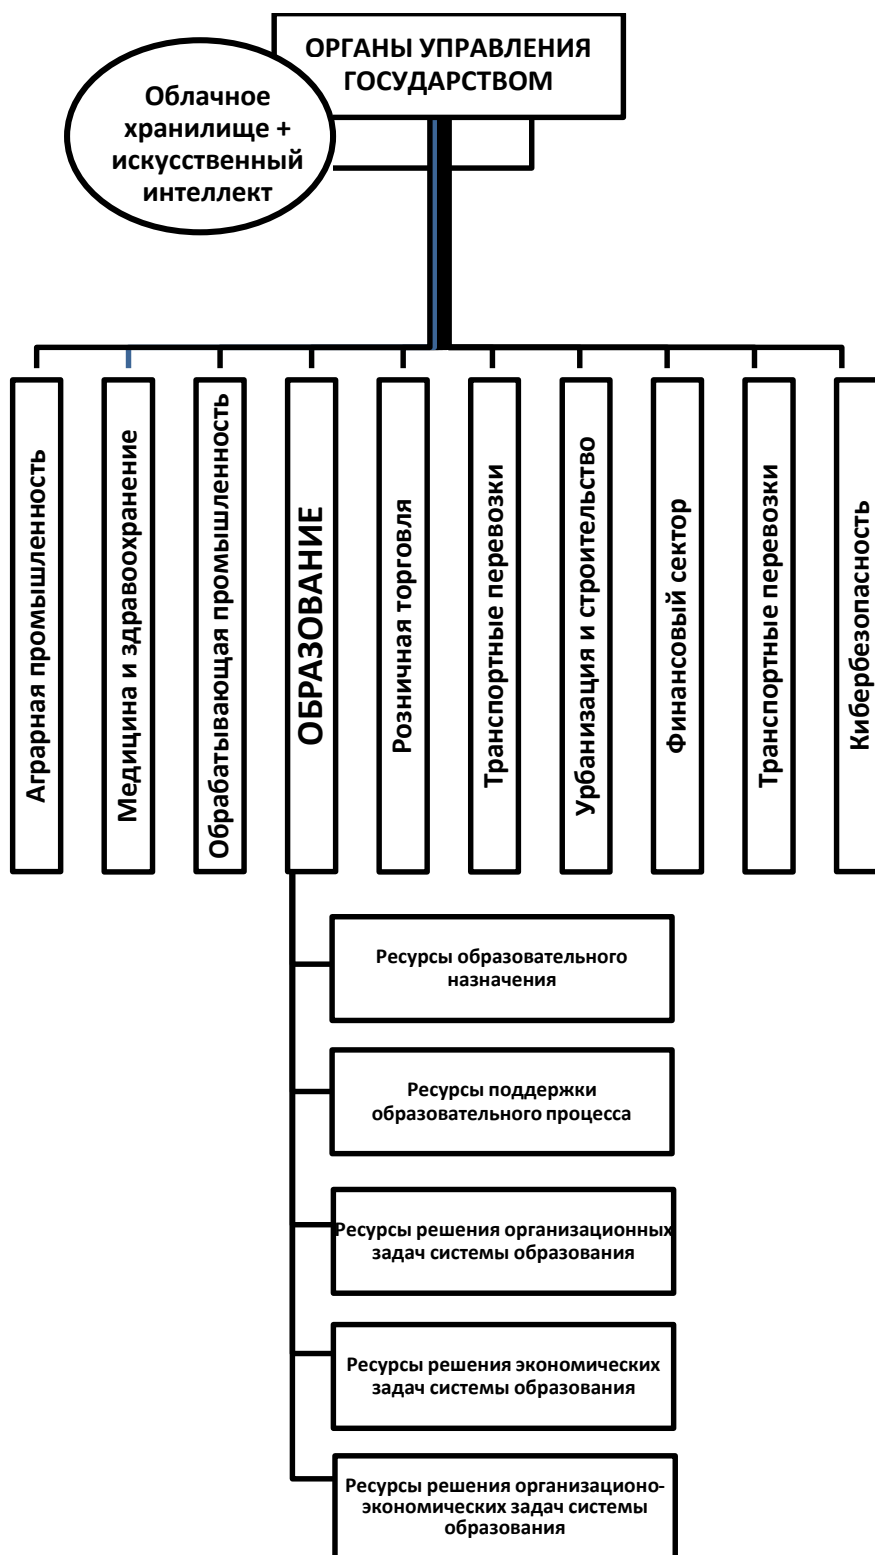 ОРГАНЫ УПРАВЛЕНИЯ
ГОСУДАРСТВОМ
Облачное
хранилище +
искусственный
интеллект
Аграрная промышленность
Медицина и здравоохранение
Обрабатывающая промышленность
ОБРАЗОВАНИЕ
Розничная торговля
Транспортные перевозки
Урбанизация и строительство
Финансовый сектор
Транспортные перевозки
Кибербезопасность
Ресурсы образовательного
назначения
Ресурсы поддержки
образовательного процесса
Ресурсы решения организационных
задач системы образования
Ресурсы решения экономических
задач системы образования
Ресурсы решения организационо-
экономических задач системы
образования